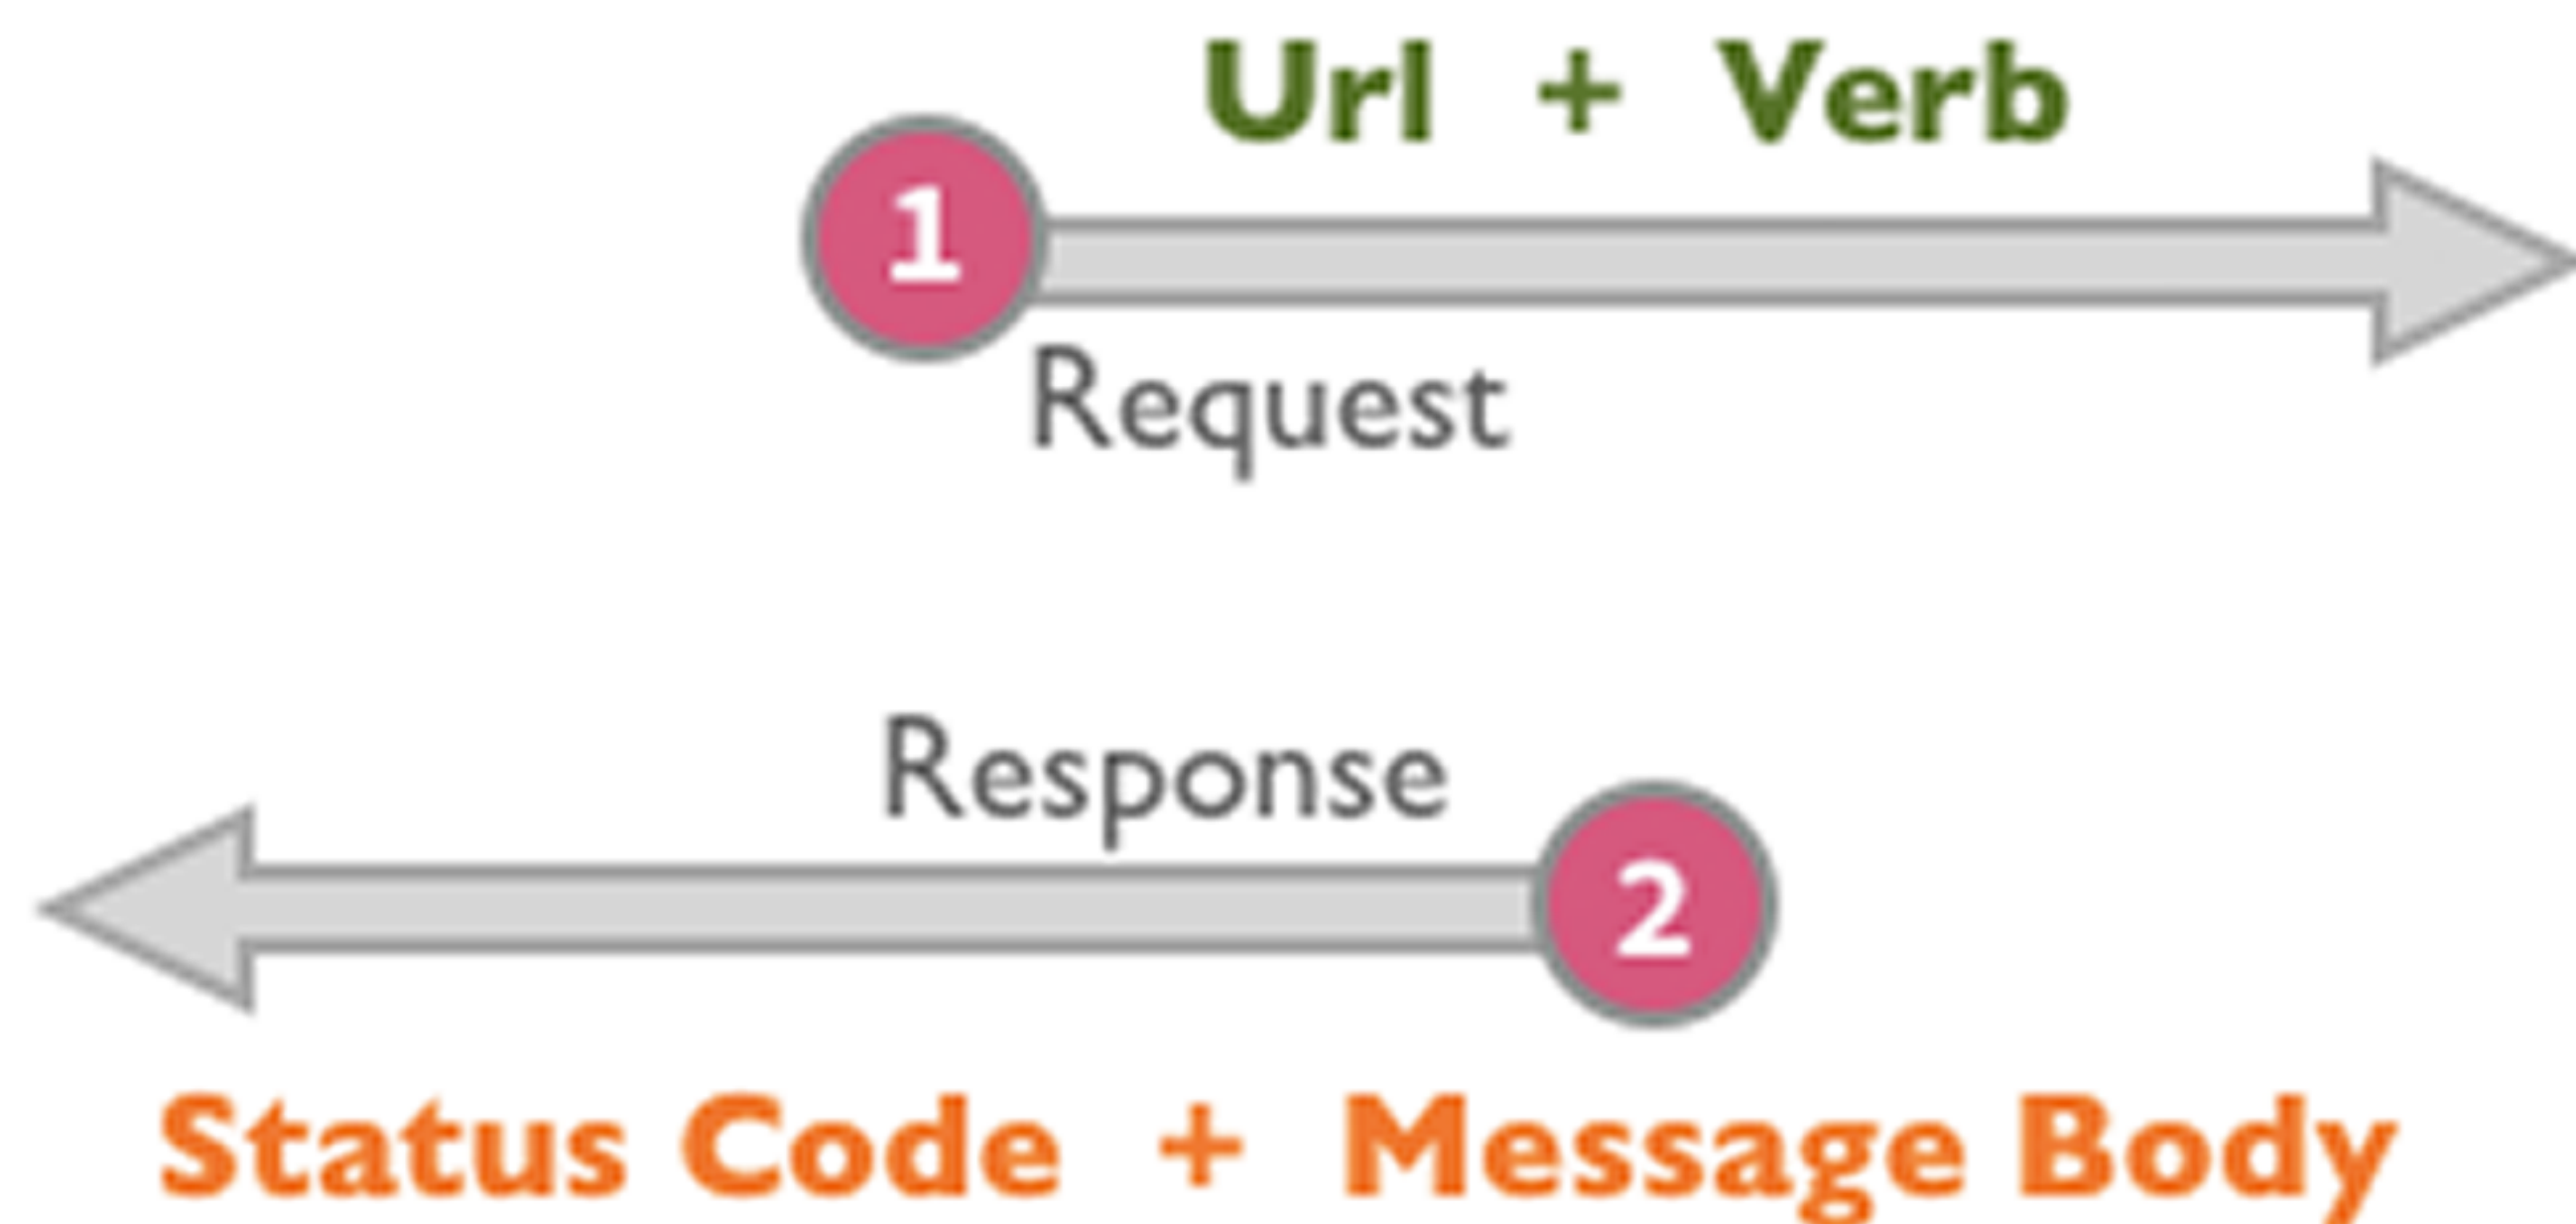 Url + Verb
1
Request
Response
2
Status Code + Message Body